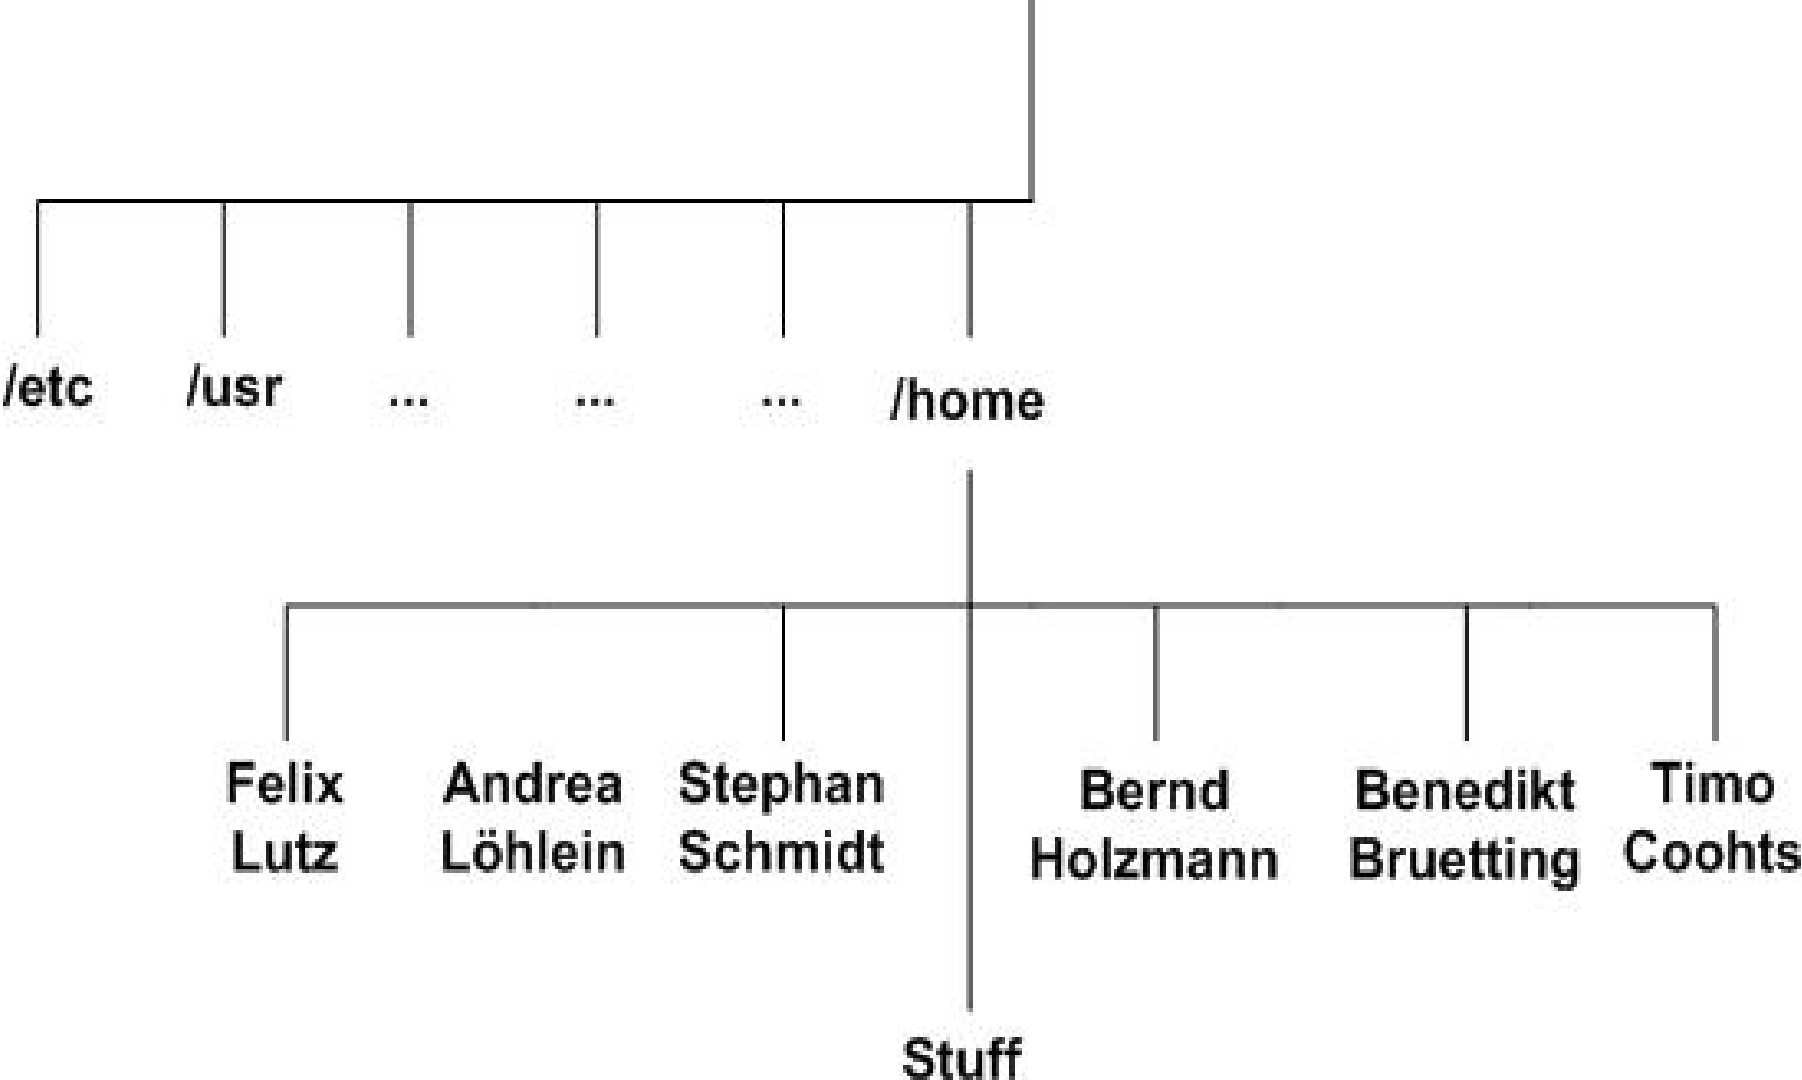 /etc /usr ... ... ... /home
Felix Andrea Stephan Bernd Benedikt Timo
Lutz Löhlein Schmidt Holzmann Bruetting Coohts
Stuff